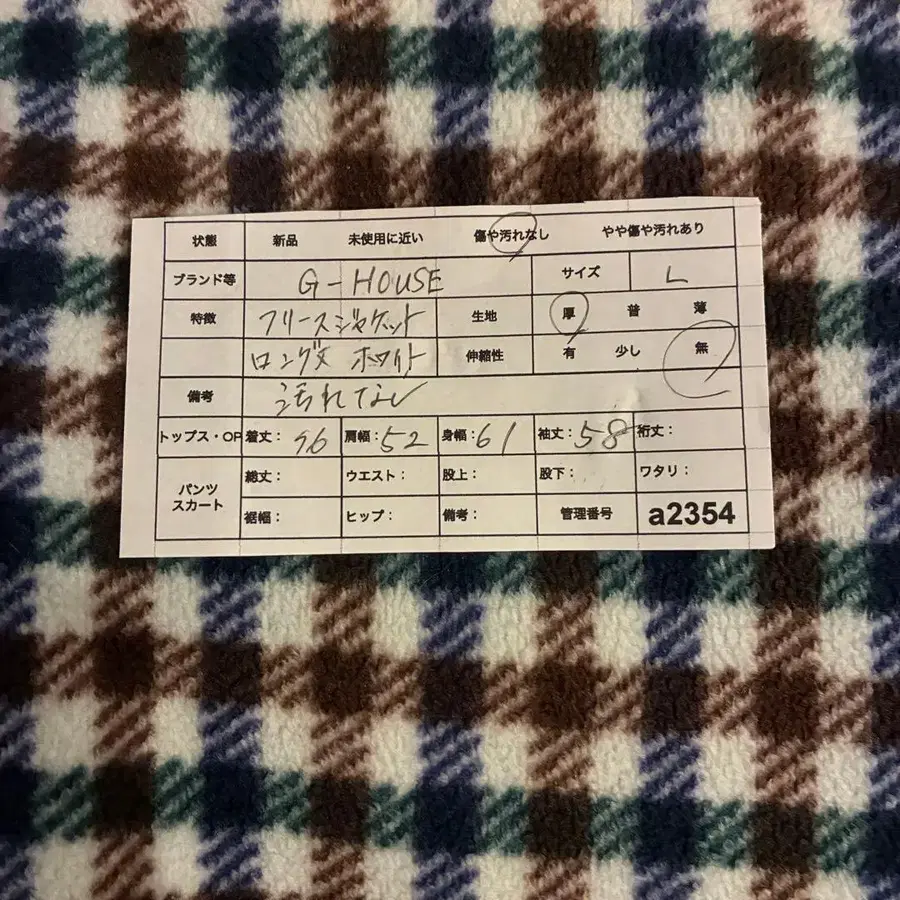 状態 新品 未使用に近い 傷や汚れなし やや傷や汚れあり
ブランド等 G-HOUSE サイズ L
特徴 フリースジャケット 生地 厚 普 薄
ロング丈 ホワイト 伸縮性 有 少し 無
備考 汚れなし
トップス・OP 着丈: 96 肩幅: 52 身幅: 61 袖丈: 58 裄丈:
パンツ スカート 総丈: ウエスト: 股上: 股下: ワタリ:
裾幅: ヒップ: 備考: 管理番号 a2354